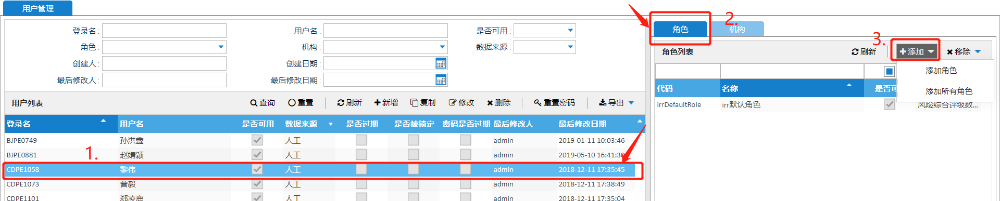 用户管理
登录名: 用户名: 是否可用:
角色: 机构: 数据来源:
创建人: 创建日期:
最后修改人: 最后修改日期:
用户列表 查询 重置 刷新 新增 复制 修改 删除 重置密码 导出
登录名 用户名 是否可用 数据来源 是否过期 是否被锁定 密码是否过期 最后修改人 最后修改日期
BJPE0749 孙洪鑫 人工 admin 2019-01-11 10:03:46
BJPE0881 赵婧颖 人工 admin 2019-05-10 16:41:30
1.
CDPE1058 黎伟 人工 admin 2018-12-11 17:35:45
CDPE1073 曾毅 人工 admin 2018-12-11 17:38:49
CDPE1101 郯凌鹿 人工 admin 2018-12-11 17:35:04
2.
角色 机构
3.
角色列表 刷新 添加 移除
添加角色
添加所有角色
代码 名称 是否可
irrDefaultRole irr默认角色 风险综合评级数...